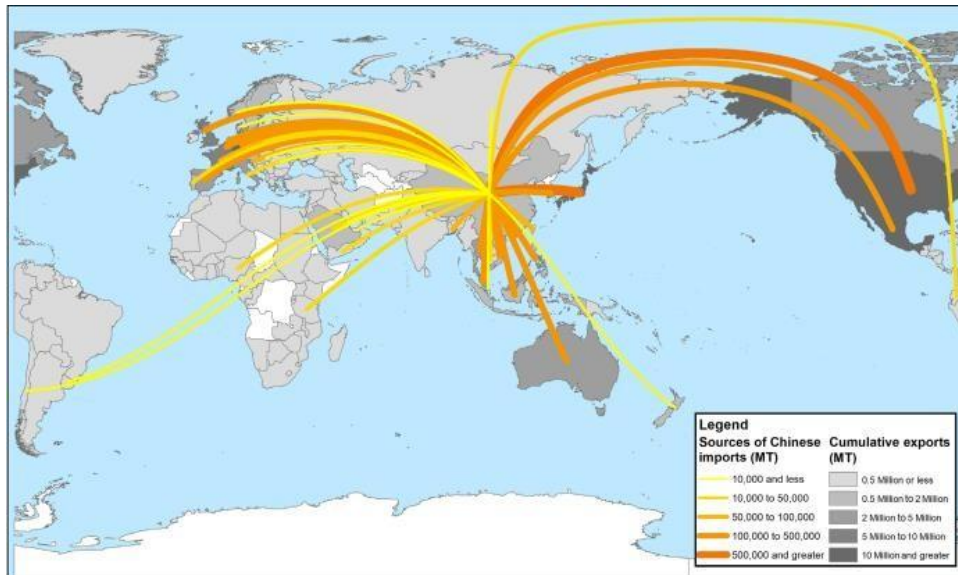 Legend
Sources of Chinese
imports (MT)
10,000 and less
10,000 to 50,000
50,000 to 100,000
100,000 to 500,000
500,000 and greater
Cumulative exports
(MT)
0.5 Million or less
0.5 Million to 2 Million
2 Million to 5 Million
5 Million to 10 Million
10 Million and greater